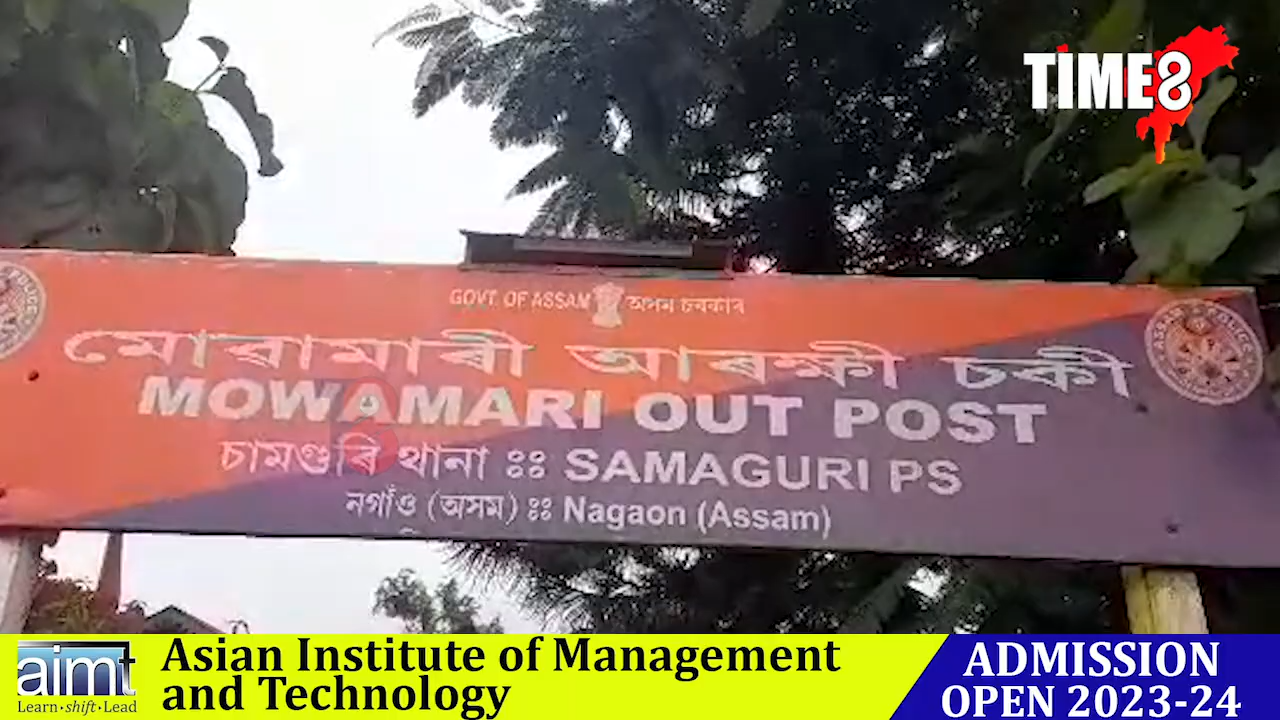 TIME8
GOVT. OF ASSAM অসম চৰকাৰ
মোৱামাৰী আৰক্ষী চকী
MOWAMARI OUT POST
চামগুৰি থানা ঃঃ SAMAGURI PS
নগাঁও (অসম) ঃঃ Nagaon (Assam)
aimt
Learn·shift·Lead
Asian Institute of Management
and Technology
ADMISSION
OPEN 2023-24